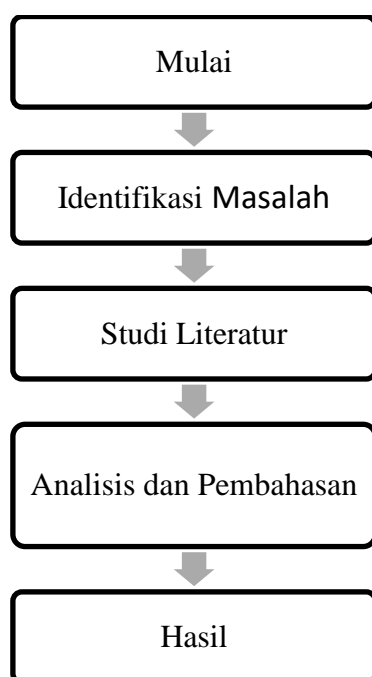 Mulai
Identifikasi Masalah
Studi Literatur
Analisis dan Pembahasan
Hasil